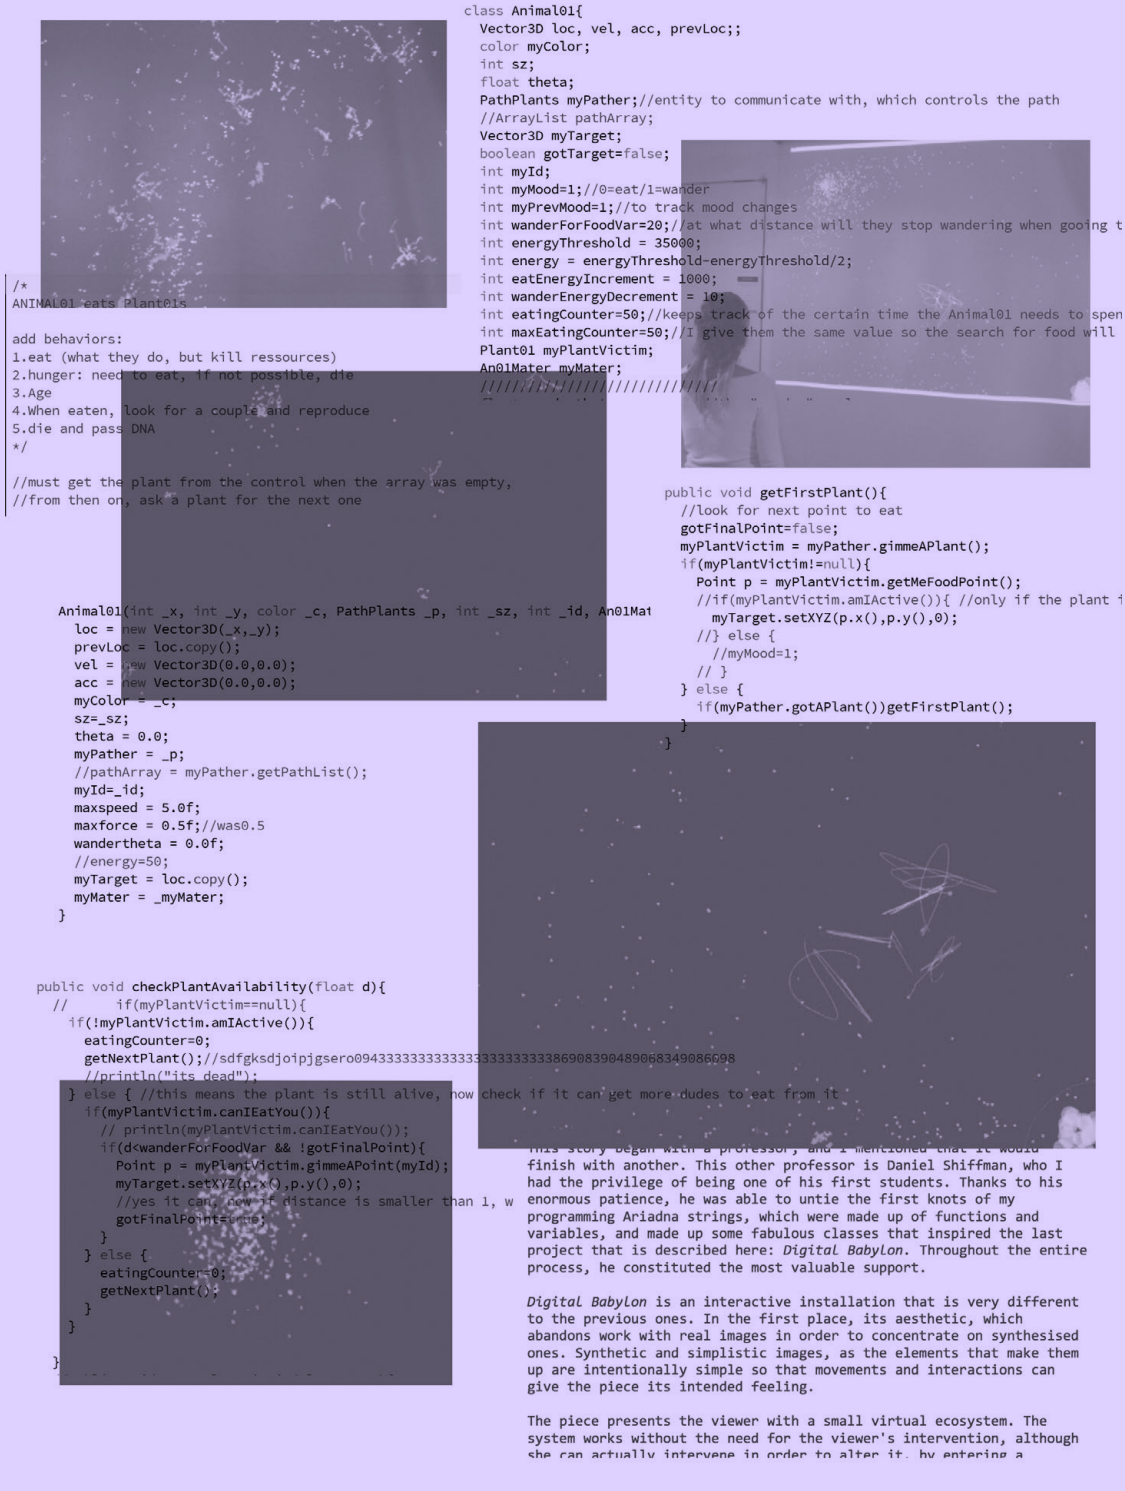 class Animal01{
Vector3D loc, vel, acc, prevLoc;;
color myColor;
int sz;
float theta;
PathPlants myPather;//entity to communicate with, which controls the path
//ArrayList pathArray;
Vector3D myTarget;
boolean gotTarget=false;
int myId;
int myMood=1;//0=eat/1=wander
int myPrevMood=1;//to track mood changes
int wanderForFoodVar=20;//at what distance will they stop wandering when gooing t
int energyThreshold = 35000;
int energy = energyThreshold-energyThreshold/2;
int eatEnergyIncrement = 1000;
int wanderEnergyDecrement = 10;
int eatingCounter=50;//keeps track of the certain time the Animal01 needs to spen
int maxEatingCounter=50;//I give them the same value so the search for food will
Plant01 myPlantVictim;
An01Mater myMater;
//////////////////////////////
/*
ANIMAL01 eats Plant01s
add behaviors:
1.eat (what they do, but kill ressources)
2.hunger: need to eat, if not possible, die
3.Age
4.When eaten, look for a couple and reproduce
5.die and pass DNA
*/
//must get the plant from the control when the array was empty,
//from then on, ask a plant for the next one
public void getFirstPlant(){
//look for next point to eat
gotFinalPoint=false;
myPlantVictim = myPather.gimmeAPlant();
if(myPlantVictim!=null){
Point p = myPlantVictim.getMeFoodPoint();
//if(myPlantVictim.amIActive()){ //only if the plant i
myTarget.setXYZ(p.x(),p.y(),0);
//} else {
//myMood=1;
// }
} else {
if(myPather.gotAPlant())getFirstPlant();
}
}
Animal01(int _x, int _y, color _c, PathPlants _p, int _sz, int _id, An01Mat
loc = new Vector3D(_x,_y);
prevLoc = loc.copy();
vel = new Vector3D(0.0,0.0);
acc = new Vector3D(0.0,0.0);
myColor = _c;
sz=_sz;
theta = 0.0;
myPather = _p;
//pathArray = myPather.getPathList();
myId=_id;
maxspeed = 5.0f;
maxforce = 0.5f;//was0.5
wandertheta = 0.0f;
//energy=50;
myTarget = loc.copy();
myMater = _myMater;
}
public void checkPlantAvailability(float d){
// if(myPlantVictim==null){
if(!myPlantVictim.amIActive()){
eatingCounter=0;
getNextPlant();
//println("its dead");
} else { //this means the plant is still alive, now check if it can get more dudes to eat from it
if(myPlantVictim.canIEatYou()){
// println(myPlantVictim.canIEatYou());
if(d<wanderForFoodVar && !gotFinalPoint){
Point p = myPlantVictim.gimmeAPoint(myId);
myTarget.setXYZ(p.x(),p.y(),0);
//yes it can, now if distance is smaller than 1, w
gotFinalPoint=true;
}
} else {
eatingCounter=0;
getNextPlant();
}
}
}
This story began with a professor, and I mentioned that it would
finish with another. This other professor is Daniel Shiffman, who I
had the privilege of being one of his first students. Thanks to his
enormous patience, he was able to untie the first knots of my
programming Ariadna strings, which were made up of functions and
variables, and made up some fabulous classes that inspired the last
project that is described here: Digital Babylon. Throughout the entire
process, he constituted the most valuable support.
Digital Babylon is an interactive installation that is very different
to the previous ones. In the first place, its aesthetic, which
abandons work with real images in order to concentrate on synthesised
ones. Synthetic and simplistic images, as the elements that make them
up are intentionally simple so that movements and interactions can
give the piece its intended feeling.
The piece presents the viewer with a small virtual ecosystem. The
system works without the need for the viewer's intervention, although
she can actually intervene in order to alter it, by entering a